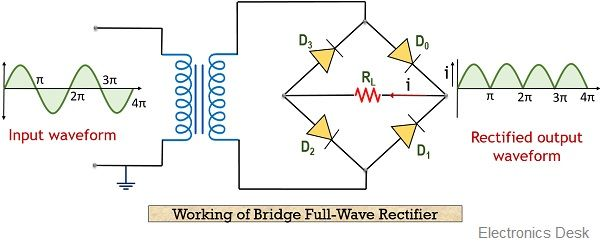 D₃
D₀
π
3π
2π
4π
Input waveform
R_L
i
i
π
2π
3π
4π
Rectified output
waveform
D₂
D₁
Working of Bridge Full-Wave Rectifier
Electronics Desk